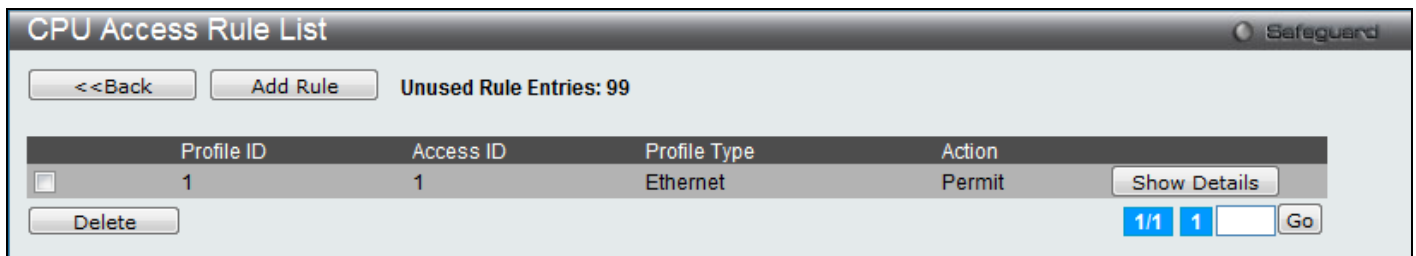 CPU Access Rule List
Safeguard
<<Back Add Rule Unused Rule Entries: 99
Profile ID Access ID Profile Type Action
1 1 Ethernet Permit Show Details
Delete 1/1 1 Go